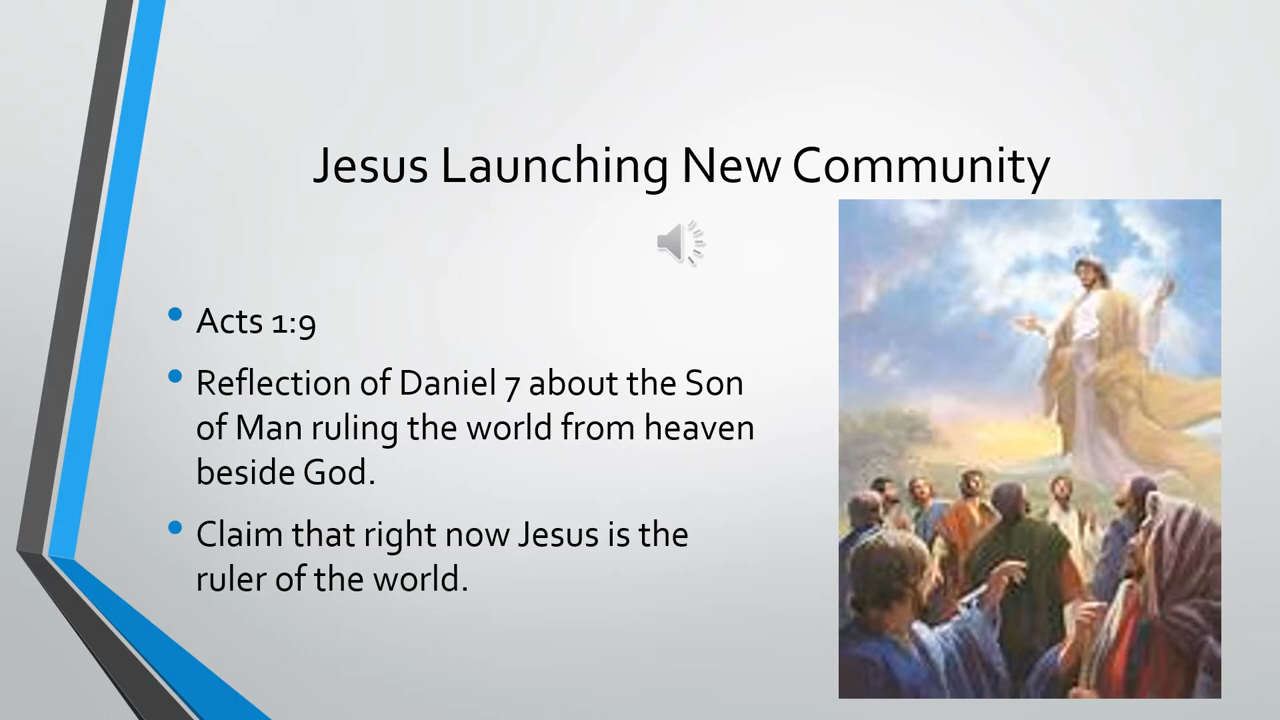 Jesus Launching New Community
• Acts 1:9
• Reflection of Daniel 7 about the Son
of Man ruling the world from heaven
beside God.
• Claim that right now Jesus is the
ruler of the world.